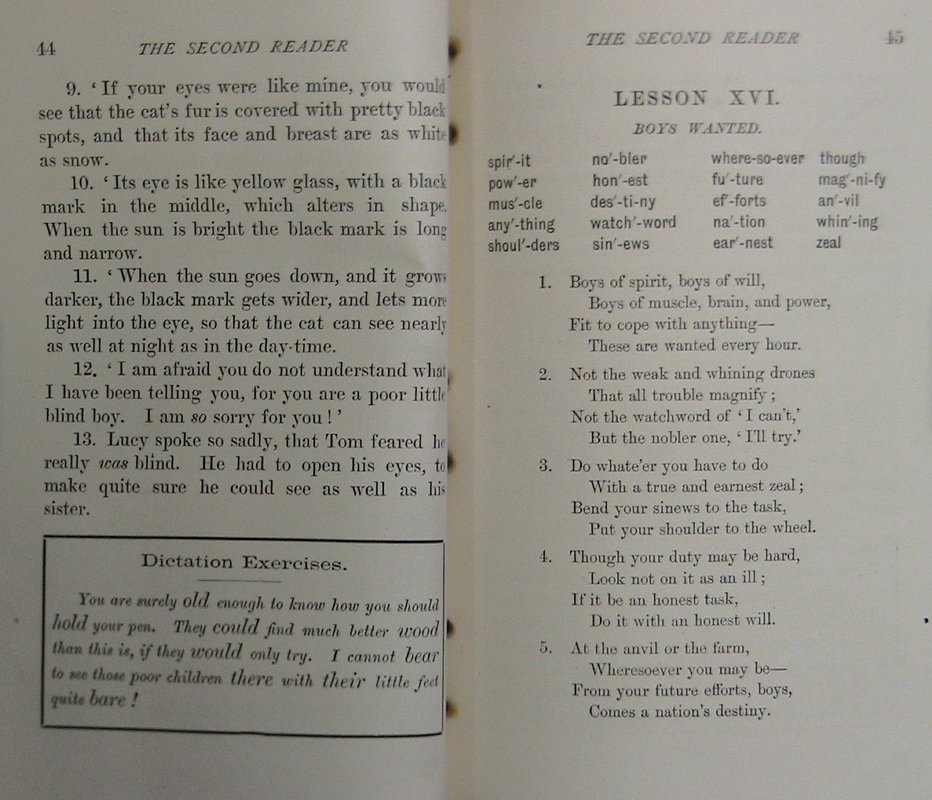 44 THE SECOND READER
9. ‘If your eyes were like mine, you would
see that the cat's fur is covered with pretty black
spots, and that its face and breast are as white
as snow.
10. ‘Its eye is like yellow glass, with a black
mark in the middle, which alters in shape.
When the sun is bright the black mark is long
and narrow.
11. ‘When the sun goes down, and it grows
darker, the black mark gets wider, and lets more
light into the eye, so that the cat can see nearly
as well at night as in the day-time.
12. ‘I am afraid you do not understand what
I have been telling you, for you are a poor little
blind boy. I am so sorry for you!’
13. Lucy spoke so sadly, that Tom feared he
really was blind. He had to open his eyes, to
make quite sure he could see as well as his
sister.
Dictation Exercises.
You are surely old enough to know how you should
hold your pen. They could find much better wood
than this is, if they would only try. I cannot bear
to see those poor children there with their little feet
quite bare!
THE SECOND READER 45
LESSON XVI.
BOYS WANTED.
spir'-it no'-bler where-so-ever though
pow'-er hon'-est fu'-ture mag'-ni-fy
mus'-cle des'-ti-ny ef'-forts an'-vil
any'-thing watch'-word na'-tion whin'-ing
shoul'-ders sin'-ews ear'-nest zeal
1. Boys of spirit, boys of will,
Boys of muscle, brain, and power,
Fit to cope with anything—
These are wanted every hour.
2. Not the weak and whining drones
That all trouble magnify;
Not the watchword of ‘I can't,’
But the nobler one, ‘I'll try.’
3. Do whate'er you have to do
With a true and earnest zeal;
Bend your sinews to the task,
Put your shoulder to the wheel.
4. Though your duty may be hard,
Look not on it as an ill;
If it be an honest task,
Do it with an honest will.
5. At the anvil or the farm,
Wheresoever you may be—
From your future efforts, boys,
Comes a nation's destiny.